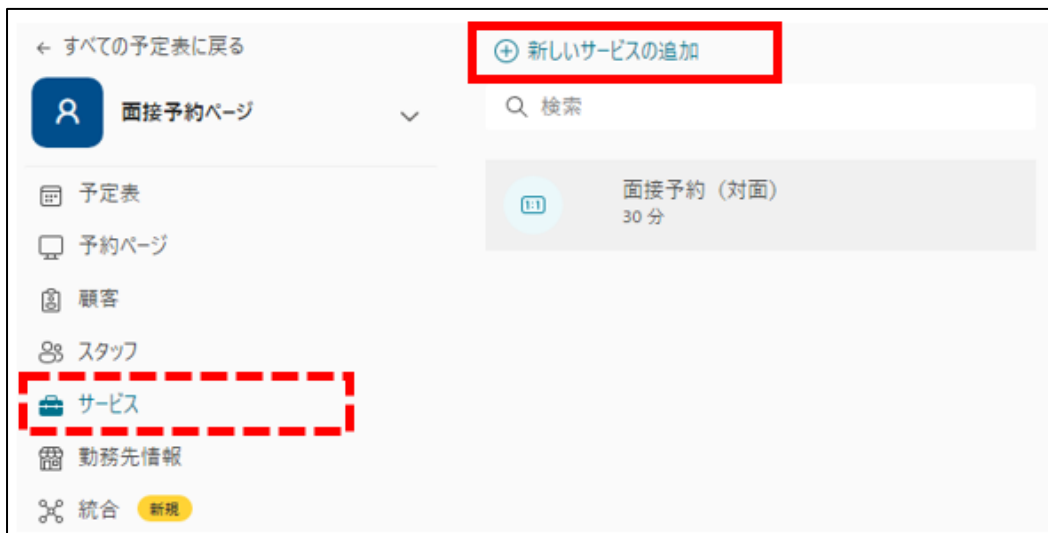 ← すべての予定表に戻る
面接予約ページ
予定表
予約ページ
顧客
スタッフ
サービス
勤務先情報
統合 新規
新しいサービスの追加
検索
1:1
面接予約（対面）
30 分